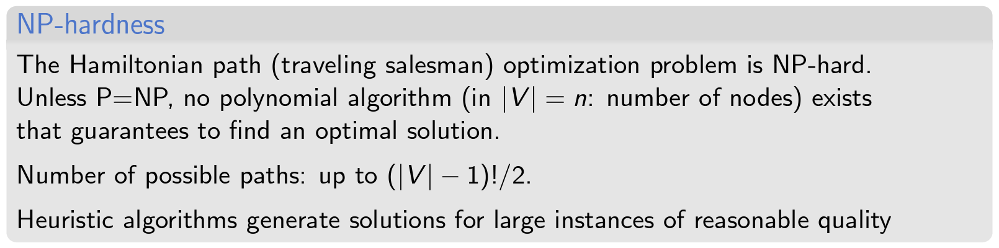 NP-hardness
The Hamiltonian path (traveling salesman) optimization problem is NP-hard.
Unless P=NP, no polynomial algorithm (in |V| = n: number of nodes) exists
that guarantees to find an optimal solution.
Number of possible paths: up to (|V| − 1)!/2.
Heuristic algorithms generate solutions for large instances of reasonable quality